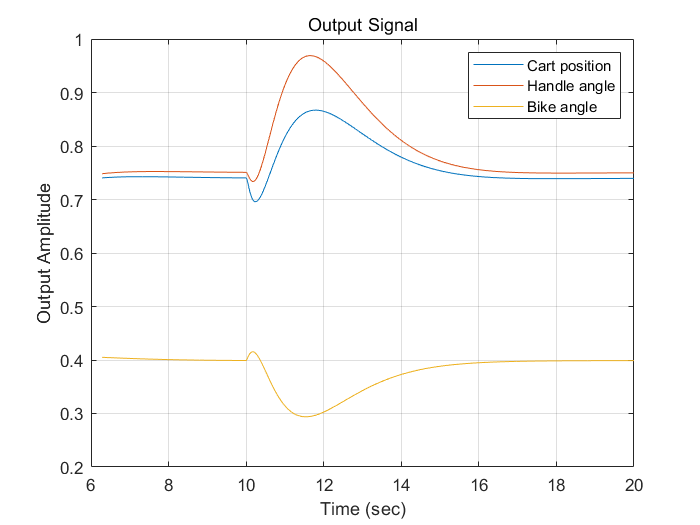 Output Signal
Cart position
Handle angle
Bike angle
Output Amplitude
1
0.9
0.8
0.7
0.6
0.5
0.4
0.3
0.2
6 8 10 12 14 16 18 20
Time (sec)